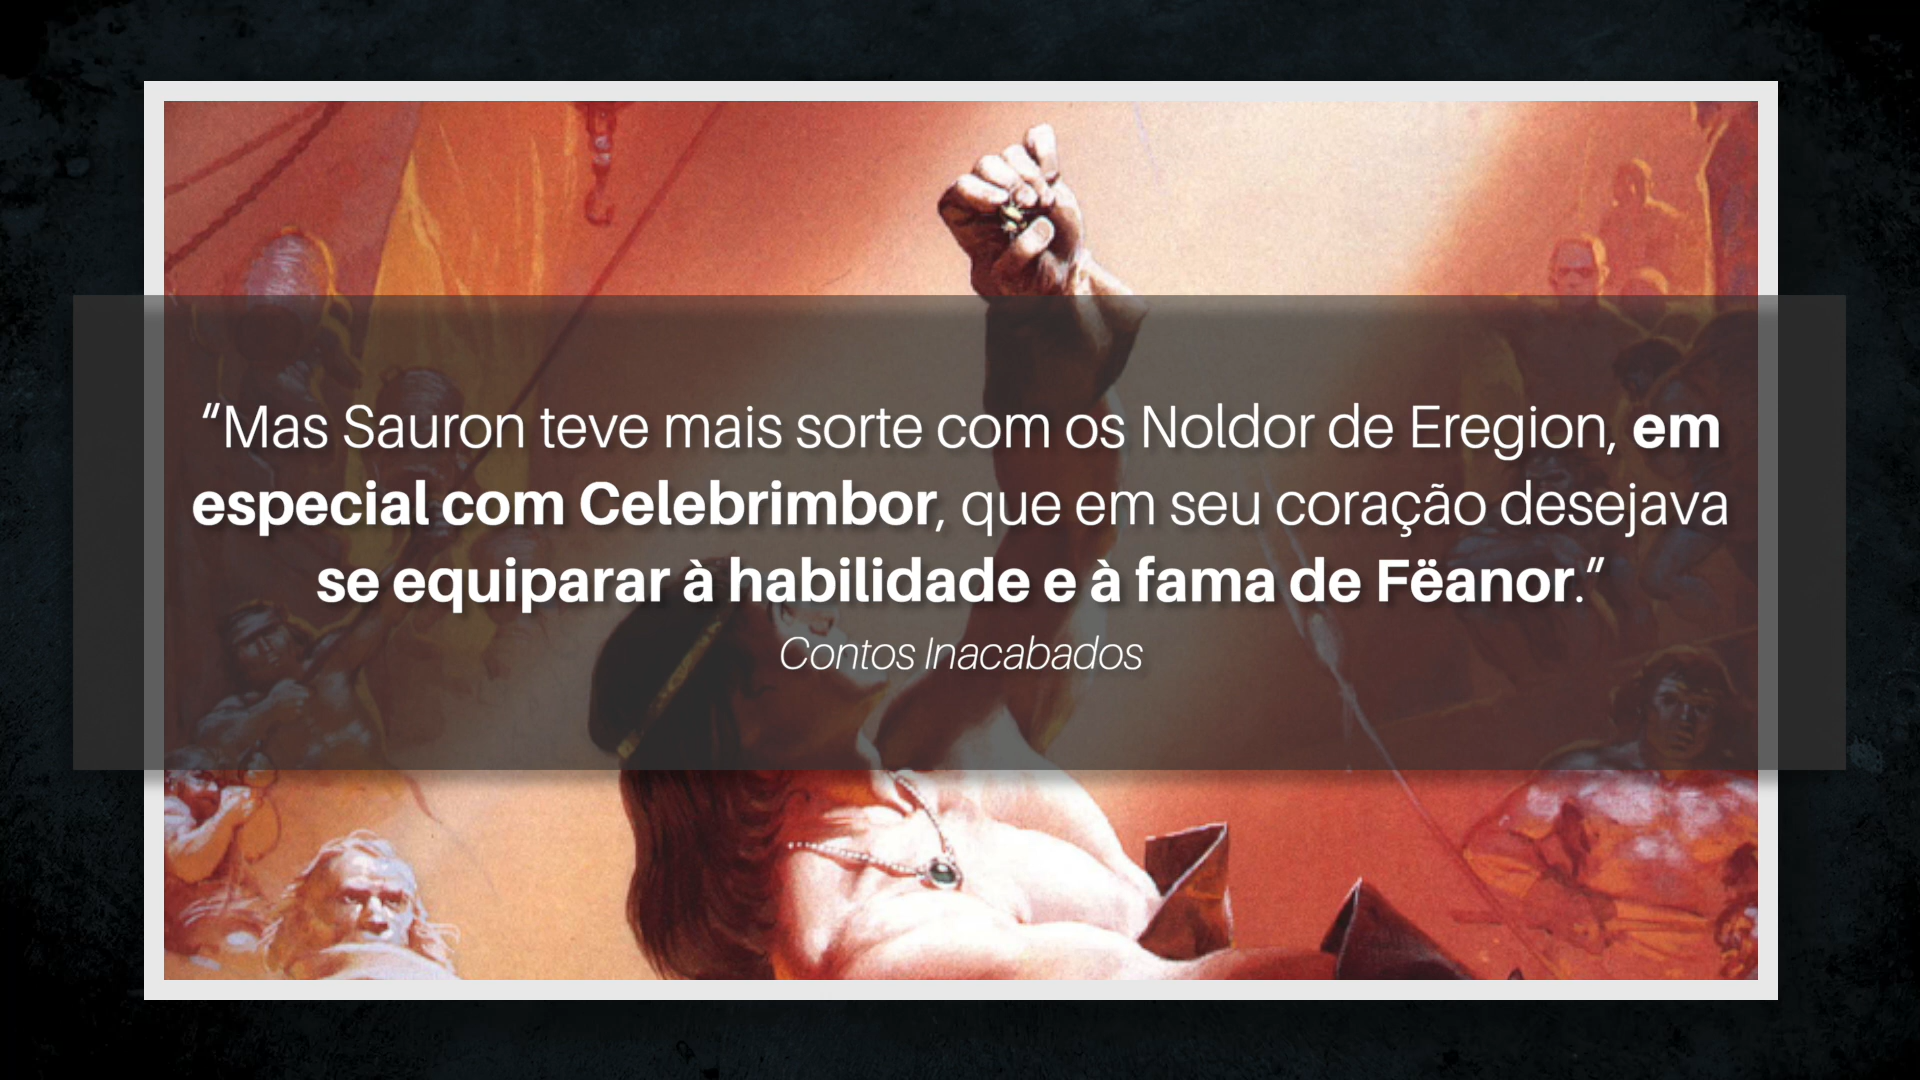 “Mas Sauron teve mais sorte com os Noldor de Eregion, em
especial com Celebrimbor, que em seu coração desejava
se equiparar à habilidade e à fama de Fëanor.”
Contos Inacabados